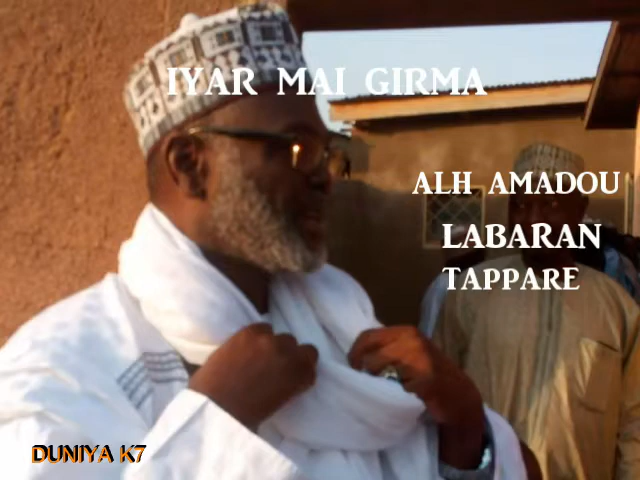 IYAR MAI GIRMA
ALH AMADOU
LABARAN
TAPPARE
DUNIYA K7